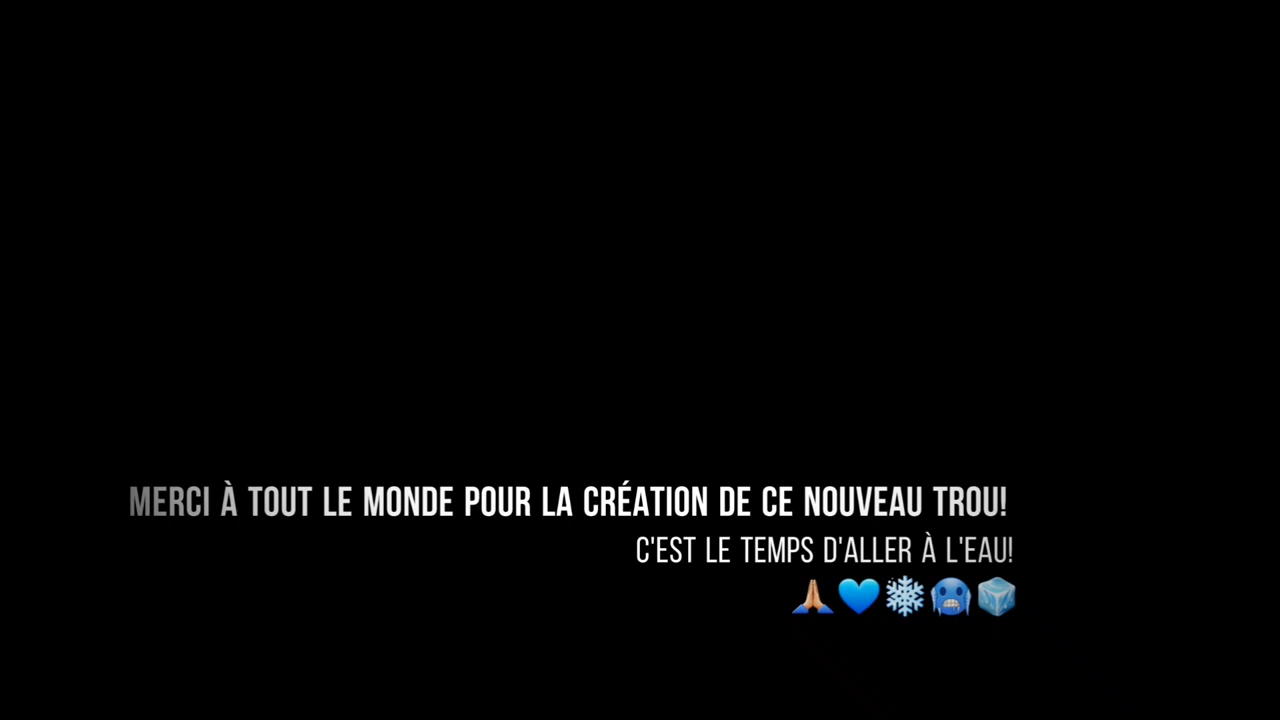 MERCI À TOUT LE MONDE POUR LA CRÉATION DE CE NOUVEAU TROU!
C'EST LE TEMPS D'ALLER À L'EAU!
🙏🏽💙❄️🥶🧊